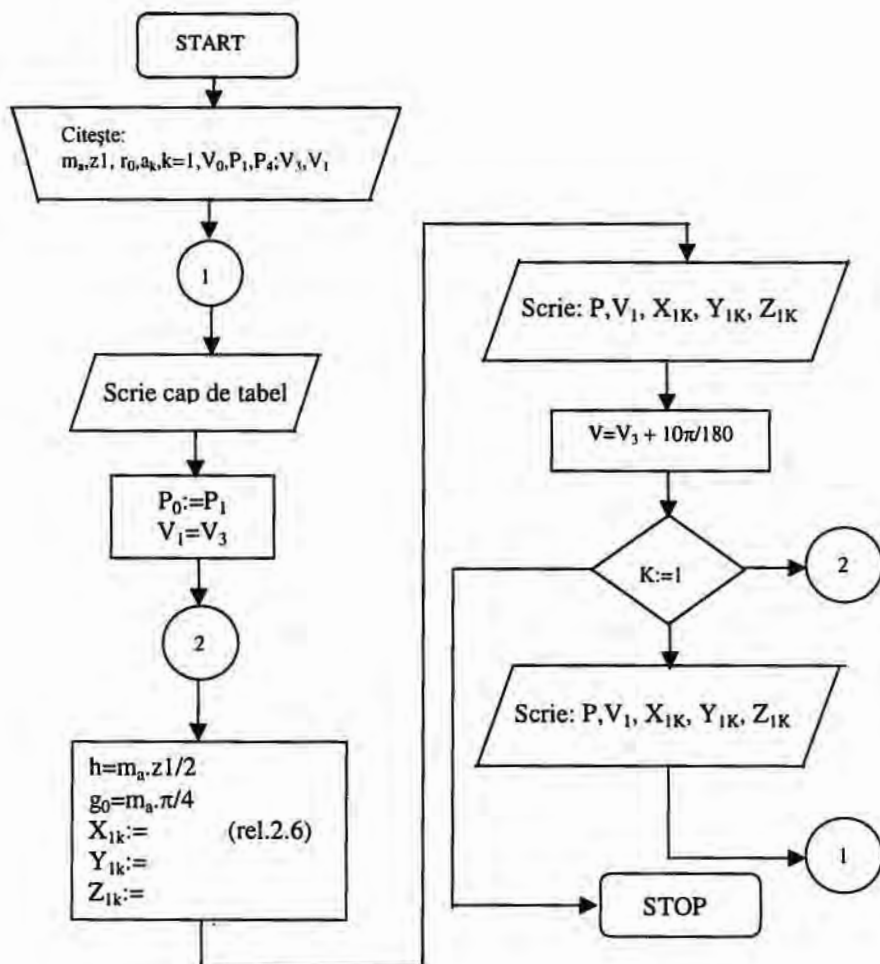 START
Citeşte:
mₐ,z1, r₀,aₖ,k=1,V₀,P₁,P₄;V₃,V₁
1
Scrie cap de tabel
P₀:=P₁
V₁=V₃
2
h=mₐ.z1/2
g₀=mₐ.π/4
X₁ₖ:= (rel.2.6)
Y₁ₖ:=
Z₁ₖ:=
Scrie: P,V₁, X₁K, Y₁K, Z₁K
V=V₃ + 10π/180
K:=1
2
Scrie: P,V₁, X₁K, Y₁K, Z₁K
1
STOP